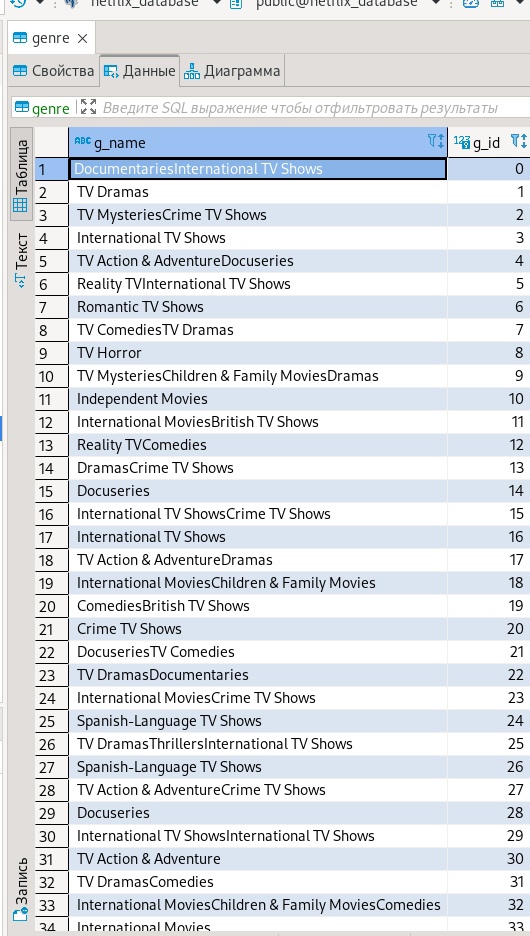 netflix_database
public@netflix_database
genre
Свойства
Данные
Диаграмма
genre
Введите SQL выражение чтобы отфильтровать результаты
Таблица
Текст
Запись
ABC g_name
123 g_id
1 DocumentariesInternational TV Shows 0
2 TV Dramas 1
3 TV MysteriesCrime TV Shows 2
4 International TV Shows 3
5 TV Action & AdventureDocuseries 4
6 Reality TVInternational TV Shows 5
7 Romantic TV Shows 6
8 TV ComediesTV Dramas 7
9 TV Horror 8
10 TV MysteriesChildren & Family MoviesDramas 9
11 Independent Movies 10
12 International MoviesBritish TV Shows 11
13 Reality TVComedies 12
14 DramasCrime TV Shows 13
15 Docuseries 14
16 International TV ShowsCrime TV Shows 15
17 International TV Shows 16
18 TV Action & AdventureDramas 17
19 International MoviesChildren & Family Movies 18
20 ComediesBritish TV Shows 19
21 Crime TV Shows 20
22 DocuseriesTV Comedies 21
23 TV DramasDocumentaries 22
24 International MoviesCrime TV Shows 23
25 Spanish-Language TV Shows 24
26 TV DramasThrillersInternational TV Shows 25
27 Spanish-Language TV Shows 26
28 TV Action & AdventureCrime TV Shows 27
29 Docuseries 28
30 International TV ShowsInternational TV Shows 29
31 TV Action & Adventure 30
32 TV DramasComedies 31
33 International MoviesChildren & Family MoviesComedies 32
34 International Movies 33